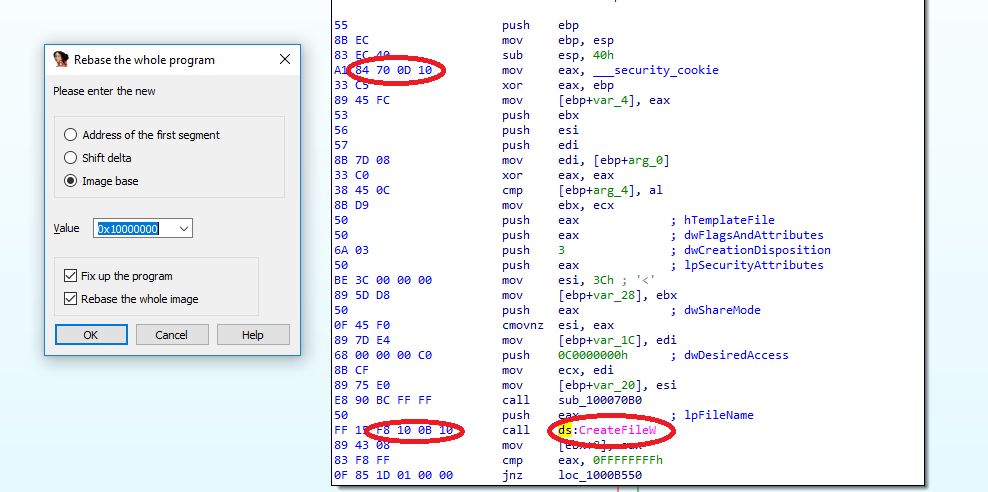 Rebase the whole program
Please enter the new
Address of the first segment
Shift delta
Image base
Value 0x10000000
Fix up the program
Rebase the whole image
OK Cancel Help
55 push ebp
8B EC mov ebp, esp
83 EC 40 sub esp, 40h
A1 84 70 0D 10 mov eax, ___security_cookie
33 C5 xor eax, ebp
89 45 FC mov [ebp+var_4], eax
53 push ebx
56 push esi
57 push edi
8B 7D 08 mov edi, [ebp+arg_0]
33 C0 xor eax, eax
38 45 0C cmp [ebp+arg_4], al
8B D9 mov ebx, ecx
50 push eax ; hTemplateFile
50 push eax ; dwFlagsAndAttributes
6A 03 push 3 ; dwCreationDisposition
50 push eax ; lpSecurityAttributes
BE 3C 00 00 00 mov esi, 3Ch ; '<'
89 5D D8 mov [ebp+var_28], ebx
50 push eax ; dwShareMode
0F 45 F0 cmovnz esi, eax
89 7D E4 mov [ebp+var_1C], edi
68 00 00 00 C0 push 0C0000000h ; dwDesiredAccess
8B CF mov ecx, edi
89 75 E0 mov [ebp+var_20], esi
E8 90 BC FF FF call sub_100070B0
50 push eax ; lpFileName
FF 15 F8 10 0B 10 call ds:CreateFileW
89 43 08 mov [ebx+8], eax
83 F8 FF cmp eax, 0FFFFFFFFh
0F 85 1D 01 00 00 jnz loc_1000B550